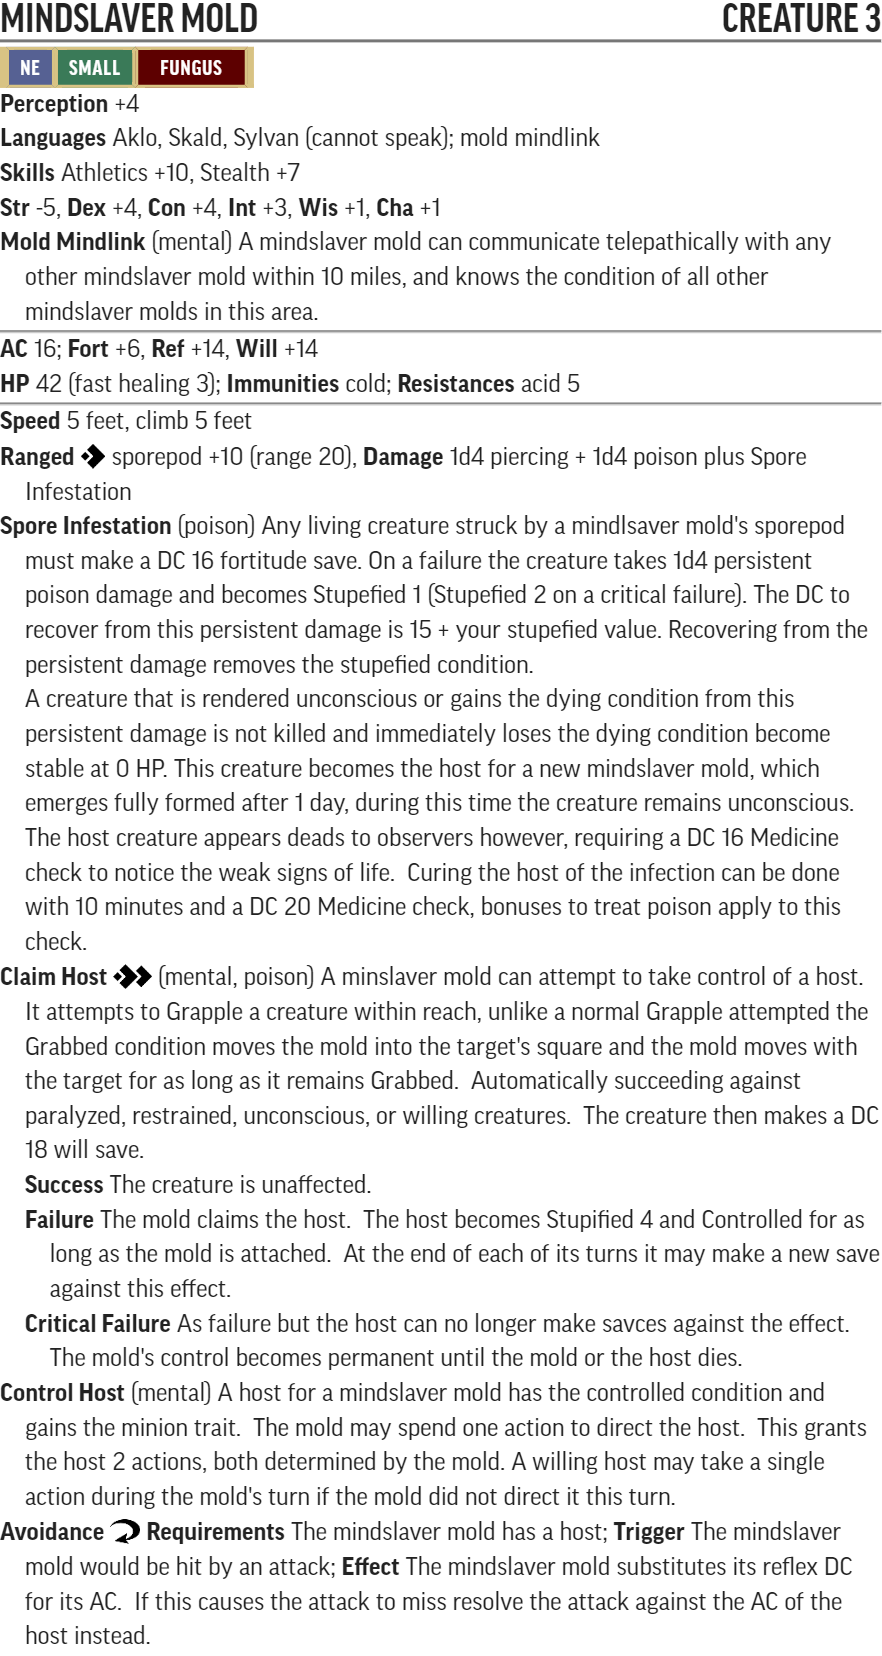 MINDSLAVER MOLD CREATURE 3
NE SMALL FUNGUS
Perception +4
Languages Aklo, Skald, Sylvan (cannot speak); mold mindlink
Skills Athletics +10, Stealth +7
Str -5, Dex +4, Con +4, Int +3, Wis +1, Cha +1
Mold Mindlink (mental) A mindslaver mold can communicate telepathically with any
other mindslaver mold within 10 miles, and knows the condition of all other
mindslaver molds in this area.
AC 16; Fort +6, Ref +14, Will +14
HP 42 (fast healing 3); Immunities cold; Resistances acid 5
Speed 5 feet, climb 5 feet
Ranged sporepod +10 (range 20), Damage 1d4 piercing + 1d4 poison plus Spore
Infestation
Spore Infestation (poison) Any living creature struck by a mindlsaver mold's sporepod
must make a DC 16 fortitude save. On a failure the creature takes 1d4 persistent
poison damage and becomes Stupefied 1 (Stupefied 2 on a critical failure). The DC to
recover from this persistent damage is 15 + your stupefied value. Recovering from the
persistent damage removes the stupefied condition.
A creature that is rendered unconscious or gains the dying condition from this
persistent damage is not killed and immediately loses the dying condition become
stable at 0 HP. This creature becomes the host for a new mindslaver mold, which
emerges fully formed after 1 day, during this time the creature remains unconscious.
The host creature appears deads to observers however, requiring a DC 16 Medicine
check to notice the weak signs of life.  Curing the host of the infection can be done
with 10 minutes and a DC 20 Medicine check, bonuses to treat poison apply to this
check.
Claim Host (mental, poison) A minslaver mold can attempt to take control of a host.
It attempts to Grapple a creature within reach, unlike a normal Grapple attempted the
Grabbed condition moves the mold into the target's square and the mold moves with
the target for as long as it remains Grabbed.  Automatically succeeding against
paralyzed, restrained, unconscious, or willing creatures.  The creature then makes a DC
18 will save.
Success The creature is unaffected.
Failure The mold claims the host.  The host becomes Stupified 4 and Controlled for as
long as the mold is attached.  At the end of each of its turns it may make a new save
against this effect.
Critical Failure As failure but the host can no longer make savces against the effect.
The mold's control becomes permanent until the mold or the host dies.
Control Host (mental) A host for a mindslaver mold has the controlled condition and
gains the minion trait.  The mold may spend one action to direct the host.  This grants
the host 2 actions, both determined by the mold. A willing host may take a single
action during the mold's turn if the mold did not direct it this turn.
Avoidance Requirements The mindslaver mold has a host; Trigger The mindslaver
mold would be hit by an attack; Effect The mindslaver mold substitutes its reflex DC
for its AC.  If this causes the attack to miss resolve the attack against the AC of the
host instead.